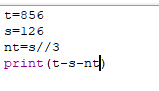 t=856
s=126
nt=s//3
print(t-s-nt)